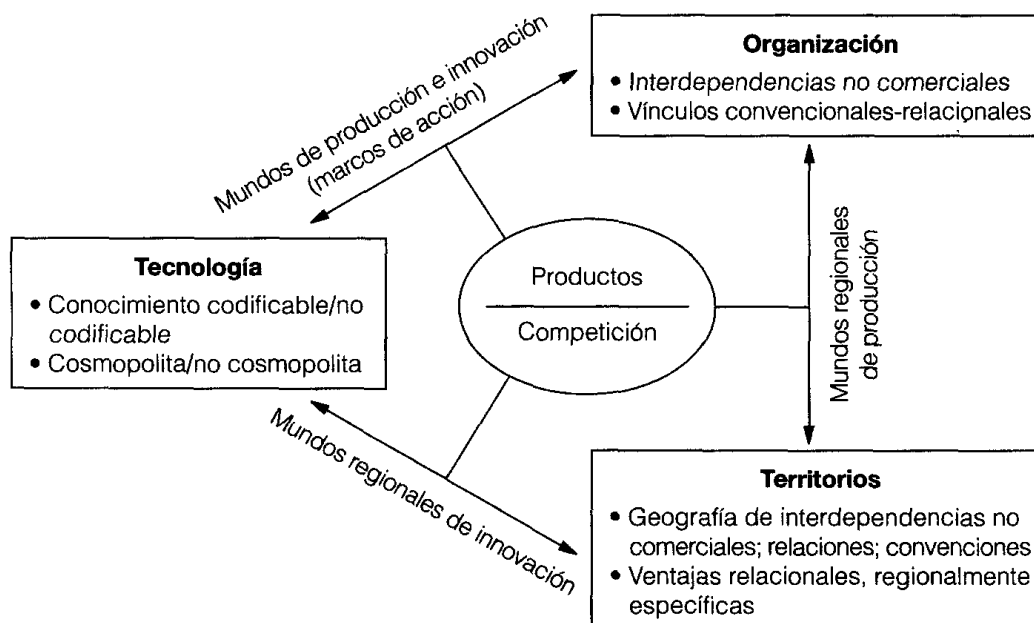 Mundos de producción e innovación
(marcos de acción)
Organización
• Interdependencias no comerciales
• Vínculos convencionales-relacionales
Tecnología
• Conocimiento codificable/no
codificable
• Cosmopolita/no cosmopolita
Productos
Competición
Mundos regionales
de producción
Mundos regionales de innovación
Territorios
• Geografía de interdependencias no
comerciales; relaciones; convenciones
• Ventajas relacionales, regionalmente
específicas